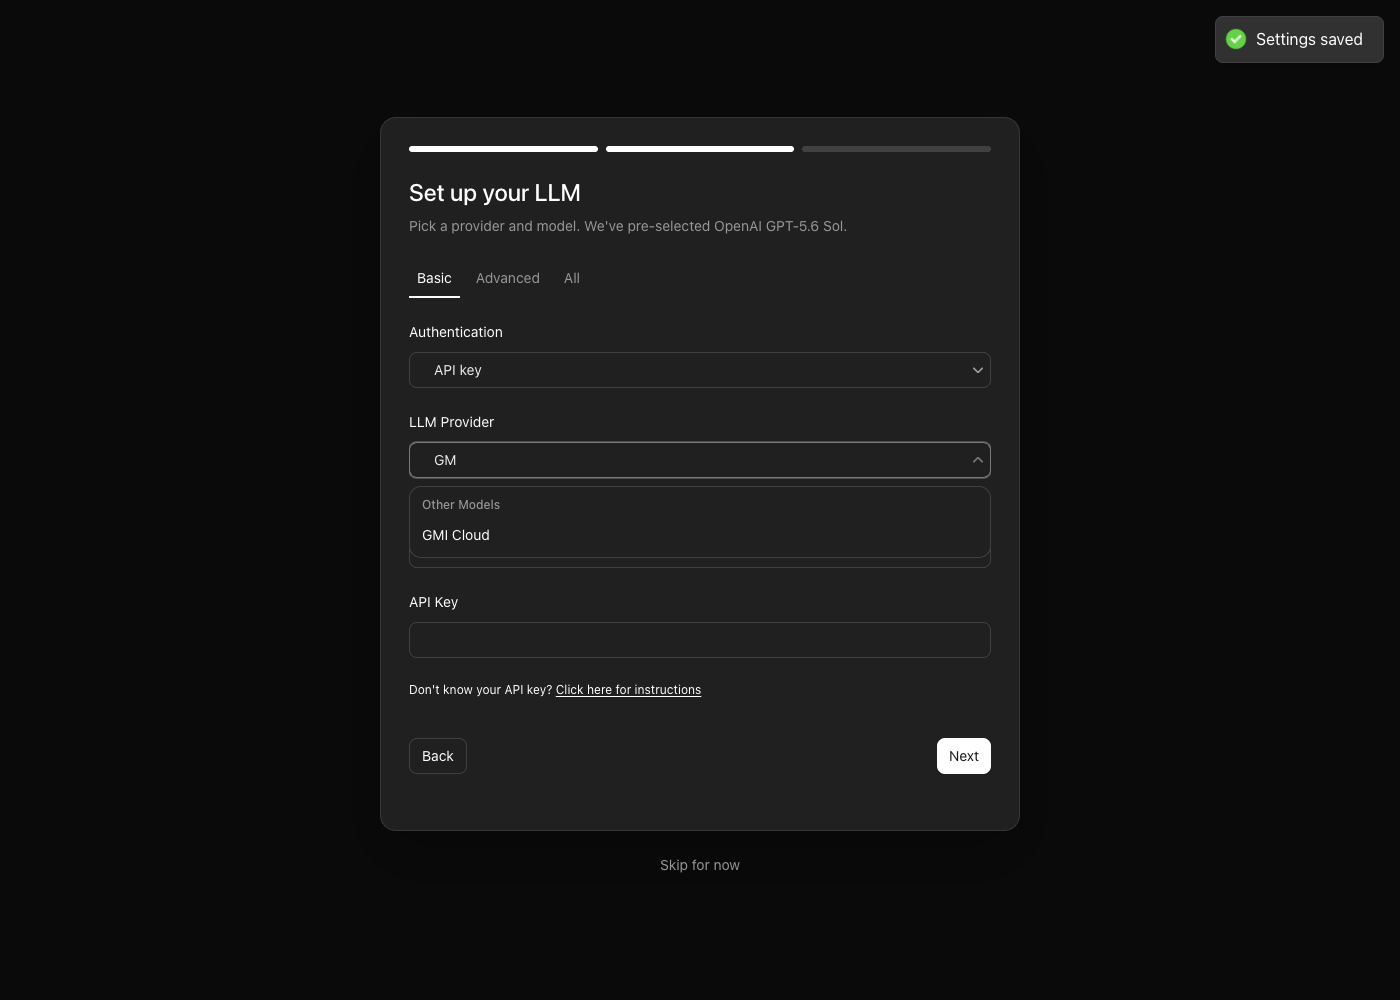 Settings saved
Set up your LLM
Pick a provider and model. We've pre-selected OpenAI GPT-5.6 Sol.
Basic Advanced All
Authentication
API key
LLM Provider
GM
Other Models
GMI Cloud
API Key
Don't know your API key? Click here for instructions
Back Next
Skip for now